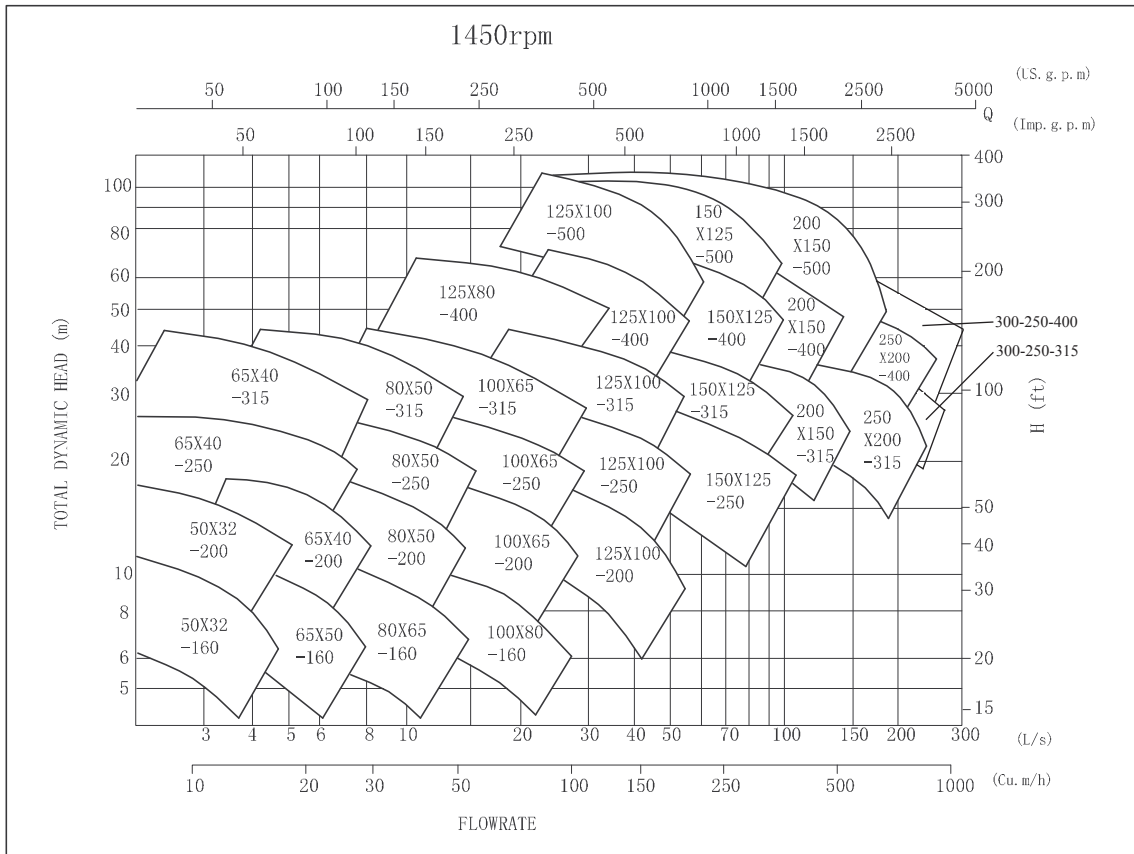 1450rpm
(US.g.p.m)
50 100 150 250 500 1000 1500 2500 5000
Q
(Imp.g.p.m)
50 100 150 250 500 1000 1500 2500
TOTAL DYNAMIC HEAD (m)
100
80
60
50
40
30
20
10
8
6
5
400
300
200
100
50
40
30
20
15
H (ft)
125X100
-500
150
X125
-500
200
X150
-500
125X80
-400
125X100
-400
150X125
-400
200
X150
-400
250
X200
-400
300-250-400
300-250-315
65X40
-315
80X50
-315
100X65
-315
125X100
-315
150X125
-315
200
X150
-315
250
X200
-315
65X40
-250
80X50
-250
100X65
-250
125X100
-250
150X125
-250
50X32
-200
65X40
-200
80X50
-200
100X65
-200
125X100
-200
50X32
-160
65X50
-160
80X65
-160
100X80
-160
3 4 5 6 8 10 20 30 40 50 70 100 150 200 300
(L/s)
10 20 30 50 100 150 250 500 1000
(Cu.m/h)
FLOWRATE